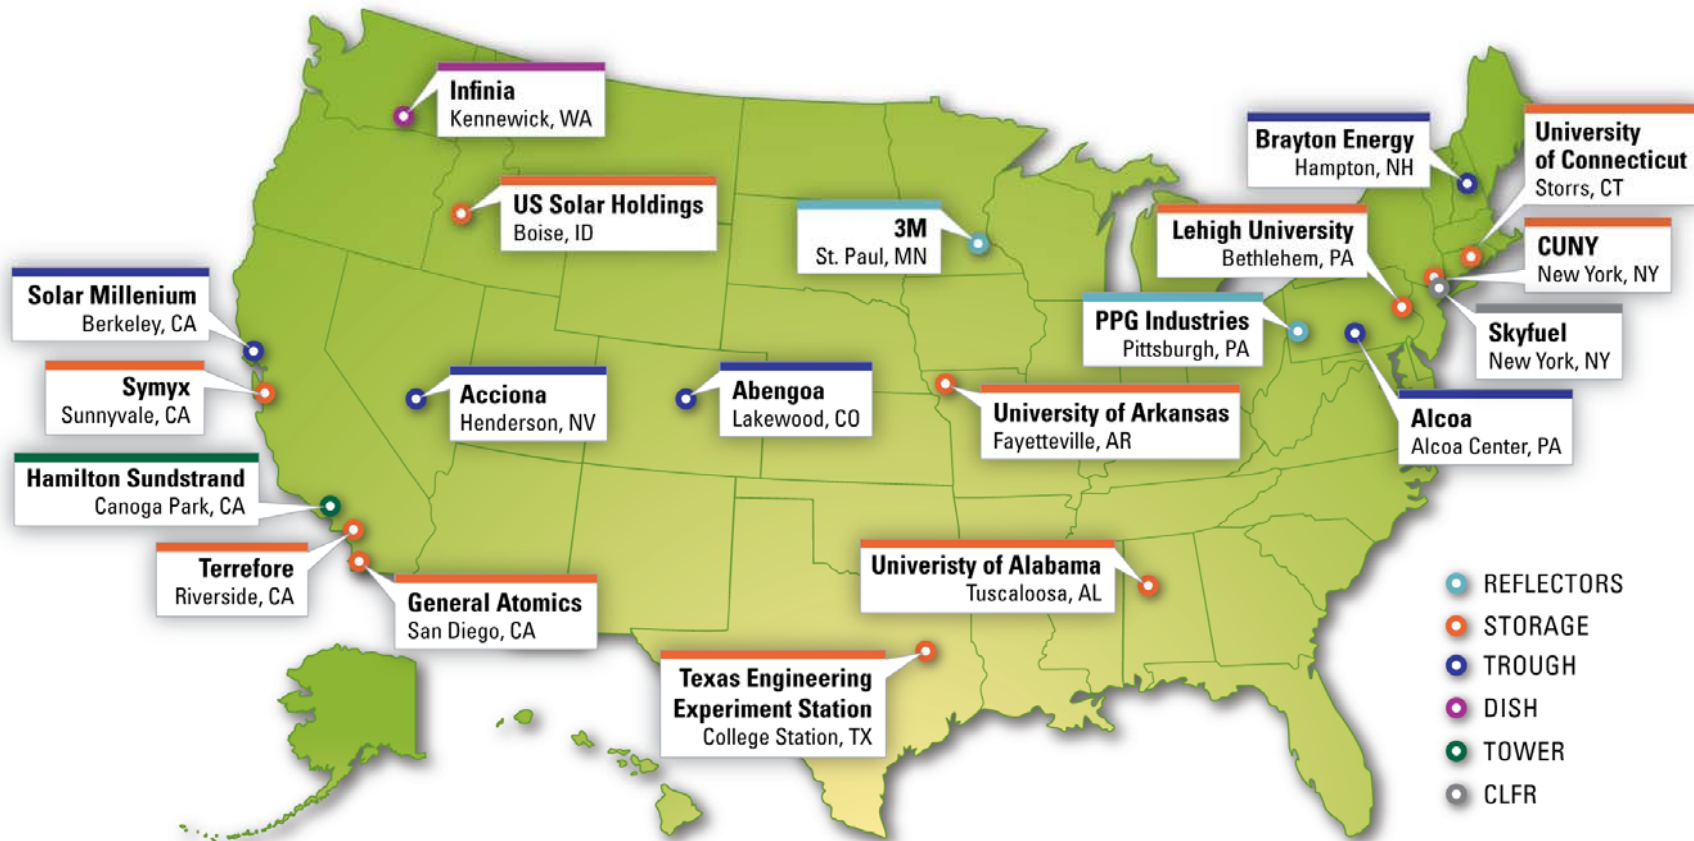 Infinia
Kennewick, WA
US Solar Holdings
Boise, ID
3M
St. Paul, MN
Brayton Energy
Hampton, NH
University
of Connecticut
Storrs, CT
Lehigh University
Bethlehem, PA
CUNY
New York, NY
Solar Millenium
Berkeley, CA
PPG Industries
Pittsburgh, PA
Skyfuel
New York, NY
Symyx
Sunnyvale, CA
Acciona
Henderson, NV
Abengoa
Lakewood, CO
University of Arkansas
Fayetteville, AR
Alcoa
Alcoa Center, PA
Hamilton Sundstrand
Canoga Park, CA
Terrefore
Riverside, CA
General Atomics
San Diego, CA
Univeristy of Alabama
Tuscaloosa, AL
Texas Engineering
Experiment Station
College Station, TX
REFLECTORS
STORAGE
TROUGH
DISH
TOWER
CLFR